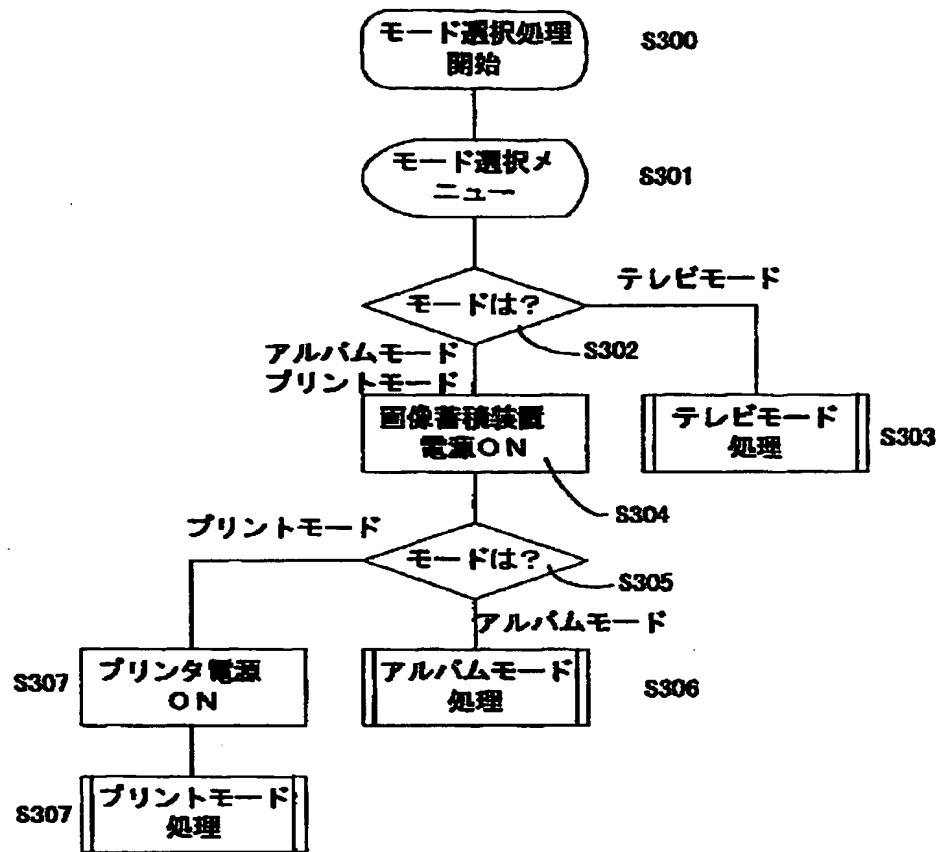 モード選択処理
開始
S300
モード選択メ
ニュー
S301
テレビモード
モードは?
S302
アルバムモード
プリントモード
画像蓄積装置
電源ON
テレビモード
処理
S303
S304
プリントモード
モードは?
S305
アルバムモード
S307
プリンタ電源
ON
アルバムモード
処理
S306
S307
プリントモード
処理